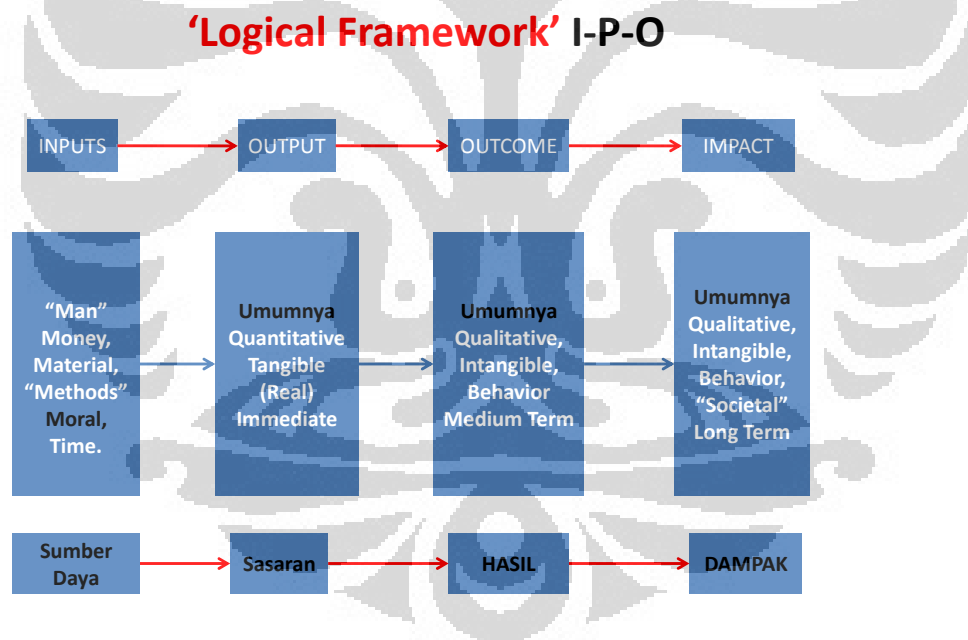 ‘Logical Framework’ I-P-O
INPUTS
OUTPUT
OUTCOME
IMPACT
“Man”
Money,
Material,
“Methods”
Moral,
Time.
Umumnya
Quantitative
Tangible
(Real)
Immediate
Umumnya
Qualitative,
Intangible,
Behavior
Medium Term
Umumnya
Qualitative,
Intangible,
Behavior,
“Societal”
Long Term
Sumber
Daya
Sasaran
HASIL
DAMPAK